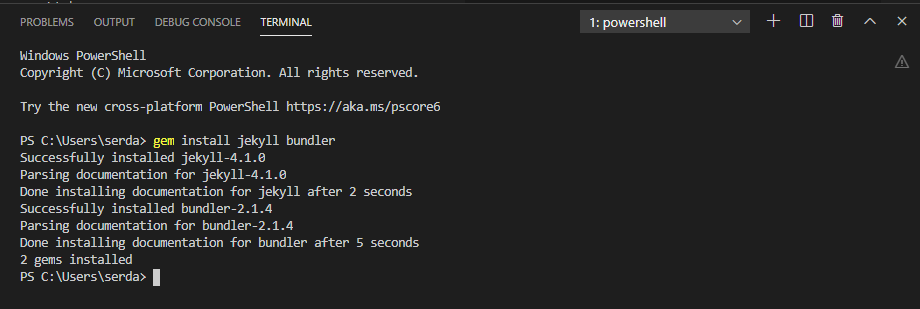 PROBLEMS OUTPUT DEBUG CONSOLE TERMINAL 1: powershell
Windows PowerShell
Copyright (C) Microsoft Corporation. All rights reserved.
Try the new cross-platform PowerShell https://aka.ms/pscore6
PS C:\Users\serda> gem install jekyll bundler
Successfully installed jekyll-4.1.0
Parsing documentation for jekyll-4.1.0
Done installing documentation for jekyll after 2 seconds
Successfully installed bundler-2.1.4
Parsing documentation for bundler-2.1.4
Done installing documentation for bundler after 5 seconds
2 gems installed
PS C:\Users\serda>